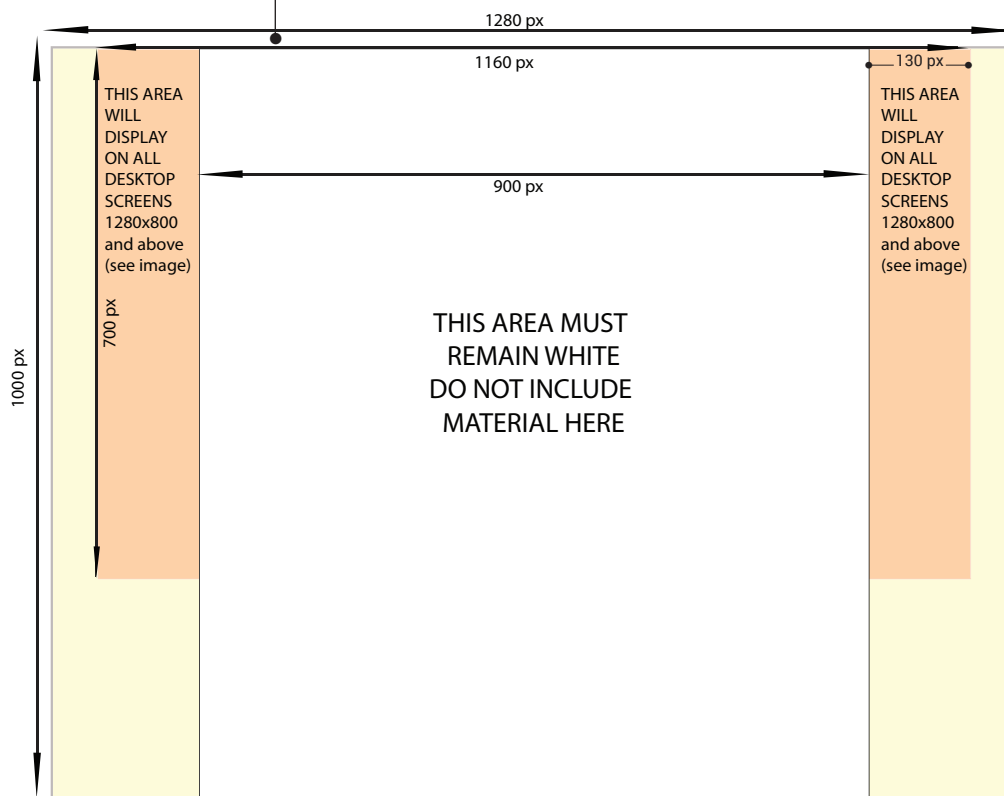 1280 px
1160 px
130 px
THIS AREA
WILL
DISPLAY
ON ALL
DESKTOP
SCREENS
1280x800
and above
(see image)
THIS AREA
WILL
DISPLAY
ON ALL
DESKTOP
SCREENS
1280x800
and above
(see image)
900 px
700 px
1000 px
THIS AREA MUST
REMAIN WHITE
DO NOT INCLUDE
MATERIAL HERE